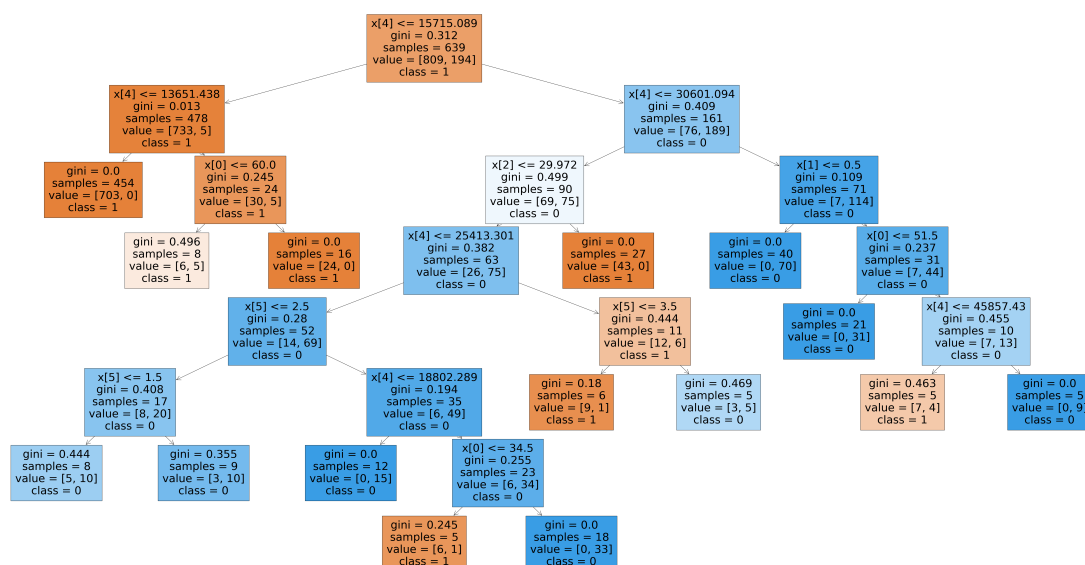 x[4] <= 15715.089
gini = 0.312
samples = 639
value = [809, 194]
class = 1
x[4] <= 13651.438
gini = 0.013
samples = 478
value = [733, 5]
class = 1
x[4] <= 30601.094
gini = 0.409
samples = 161
value = [76, 189]
class = 0
gini = 0.0
samples = 454
value = [703, 0]
class = 1
x[0] <= 60.0
gini = 0.245
samples = 24
value = [30, 5]
class = 1
x[2] <= 29.972
gini = 0.499
samples = 90
value = [69, 75]
class = 0
x[1] <= 0.5
gini = 0.109
samples = 71
value = [7, 114]
class = 0
gini = 0.496
samples = 8
value = [6, 5]
class = 1
gini = 0.0
samples = 16
value = [24, 0]
class = 1
x[4] <= 25413.301
gini = 0.382
samples = 63
value = [26, 75]
class = 0
gini = 0.0
samples = 27
value = [43, 0]
class = 1
gini = 0.0
samples = 40
value = [0, 70]
class = 0
x[0] <= 51.5
gini = 0.237
samples = 31
value = [7, 44]
class = 0
x[5] <= 2.5
gini = 0.28
samples = 52
value = [14, 69]
class = 0
x[5] <= 3.5
gini = 0.444
samples = 11
value = [12, 6]
class = 1
gini = 0.0
samples = 21
value = [0, 31]
class = 0
x[4] <= 45857.43
gini = 0.455
samples = 10
value = [7, 13]
class = 0
x[5] <= 1.5
gini = 0.408
samples = 17
value = [8, 20]
class = 0
x[4] <= 18802.289
gini = 0.194
samples = 35
value = [6, 49]
class = 0
gini = 0.18
samples = 6
value = [9, 1]
class = 1
gini = 0.469
samples = 5
value = [3, 5]
class = 0
gini = 0.463
samples = 5
value = [7, 4]
class = 1
gini = 0.0
samples = 5
value = [0, 9]
class = 0
gini = 0.444
samples = 8
value = [5, 10]
class = 0
gini = 0.355
samples = 9
value = [3, 10]
class = 0
gini = 0.0
samples = 12
value = [0, 15]
class = 0
x[0] <= 34.5
gini = 0.255
samples = 23
value = [6, 34]
class = 0
gini = 0.245
samples = 5
value = [6, 1]
class = 1
gini = 0.0
samples = 18
value = [0, 33]
class = 0